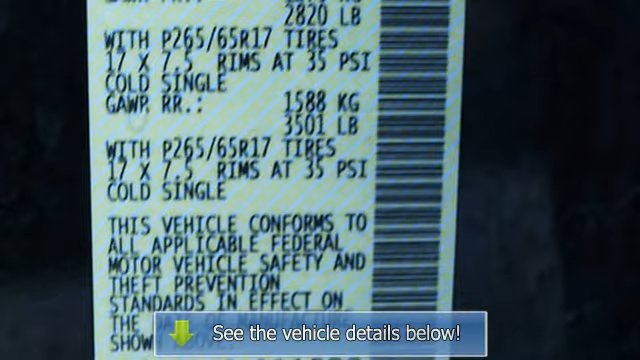 2820 LB
WITH P265/65R17 TIRES
17 X 7.5 RIMS AT 35 PSI
COLD SINGLE
GAWR RR.: 1588 KG
3501 LB
WITH P265/65R17 TIRES
17 X 7.5 RIMS AT 35 PSI
COLD SINGLE
THIS VEHICLE CONFORMS TO
ALL APPLICABLE FEDERAL
MOTOR VEHICLE SAFETY AND
THEFT PREVENTION
STANDARDS IN EFFECT ON
THE
SHOWN
See the vehicle details below!